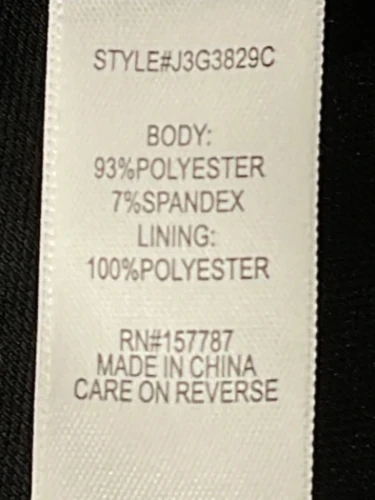 STYLE#J3G3829C
BODY:
93%POLYESTER
7%SPANDEX
LINING:
100%POLYESTER
RN#157787
MADE IN CHINA
CARE ON REVERSE